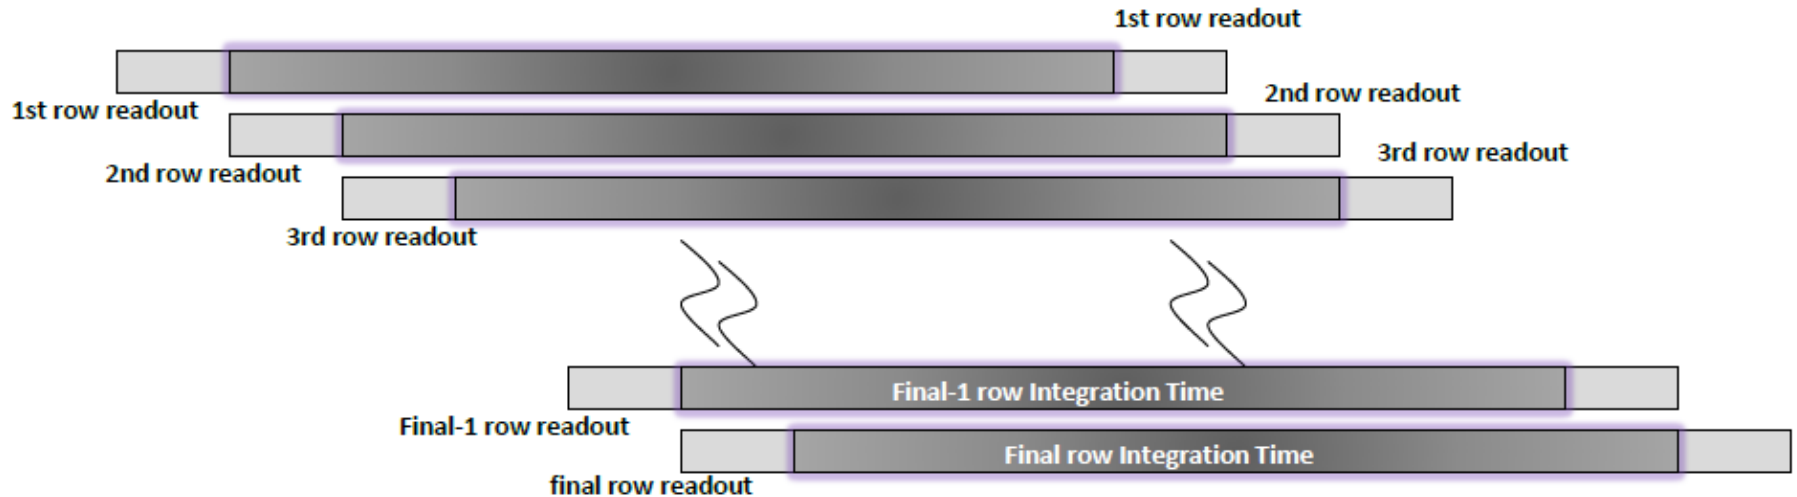 1st row readout
1st row readout
2nd row readout
2nd row readout
3rd row readout
3rd row readout
Final-1 row Integration Time
Final-1 row readout
Final row Integration Time
final row readout